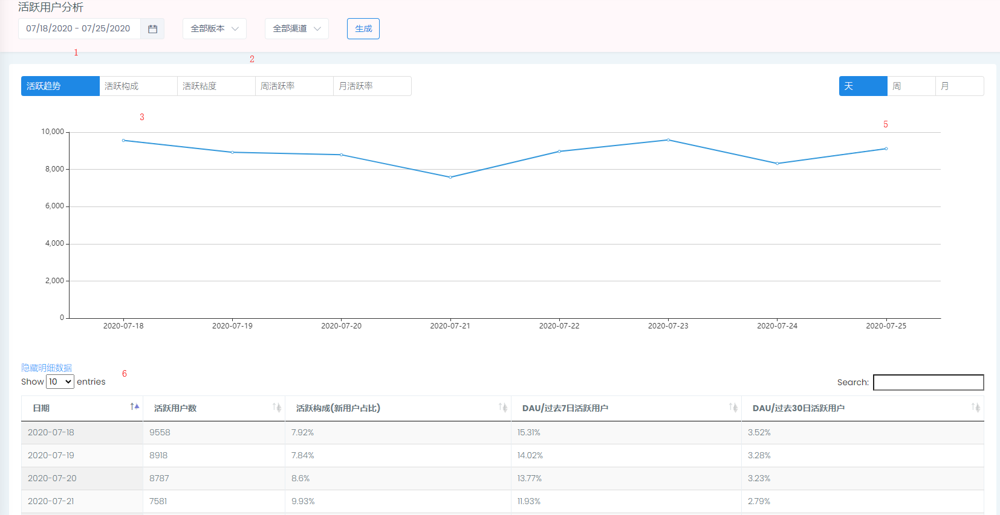 活跃用户分析
07/18/2020 - 07/25/2020 全部版本 全部渠道 生成
1
2
活跃趋势 活跃构成 活跃粘度 周活跃率 月活跃率 天 周 月
3
5
10,000
8,000
6,000
4,000
2,000
0
2020-07-18 2020-07-19 2020-07-20 2020-07-21 2020-07-22 2020-07-23 2020-07-24 2020-07-25
隐藏明细数据
6
Show 10 entries Search:
日期 活跃用户数 活跃构成(新用户占比) DAU/过去7日活跃用户 DAU/过去30日活跃用户
2020-07-18 9558 7.92% 15.31% 3.52%
2020-07-19 8918 7.84% 14.02% 3.28%
2020-07-20 8787 8.6% 13.77% 3.23%
2020-07-21 7581 9.93% 11.93% 2.79%